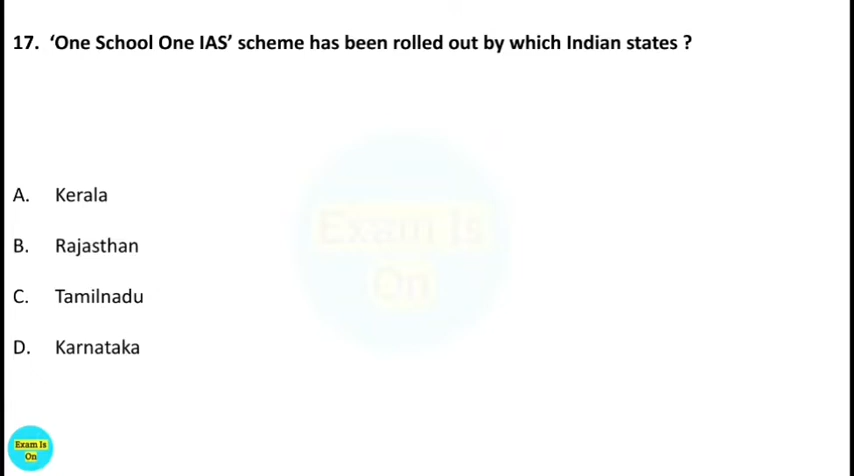 17. ‘One School One IAS’ scheme has been rolled out by which Indian states ?
A. Kerala
Exam Is
B. Rajasthan
On
C. Tamilnadu
D. Karnataka
Exam Is
On